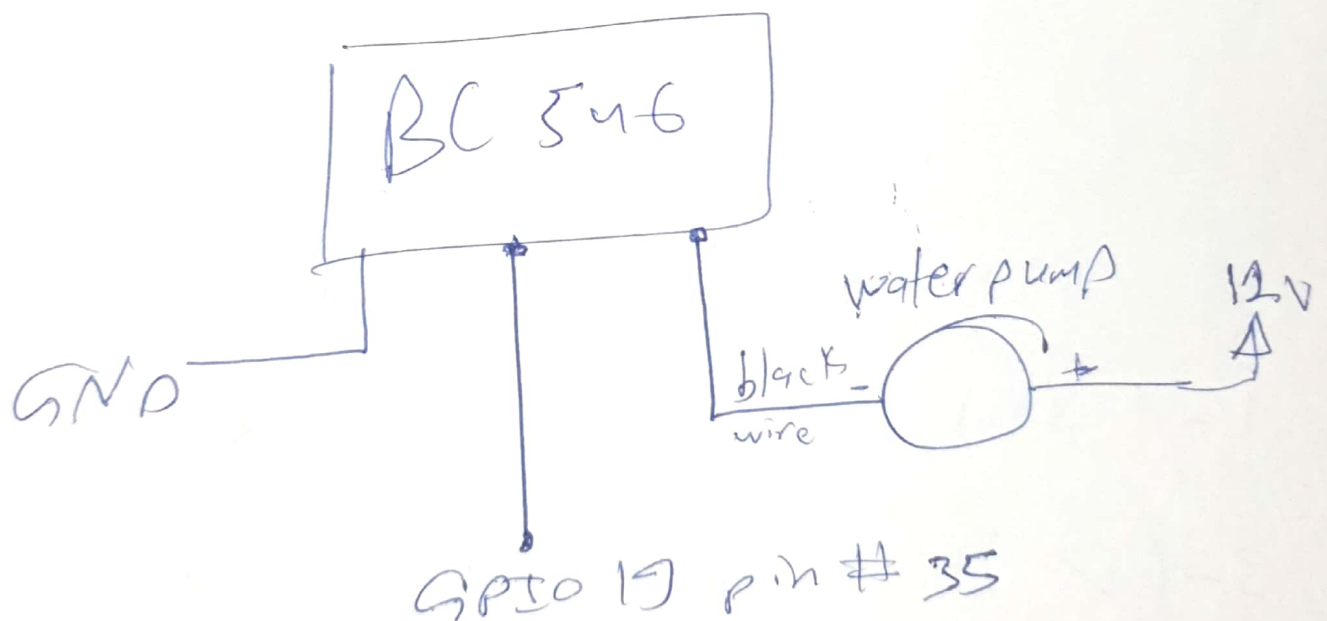 BC 546
water pump
12V
black -
+
wire
GND
GPIO 19 pin # 35